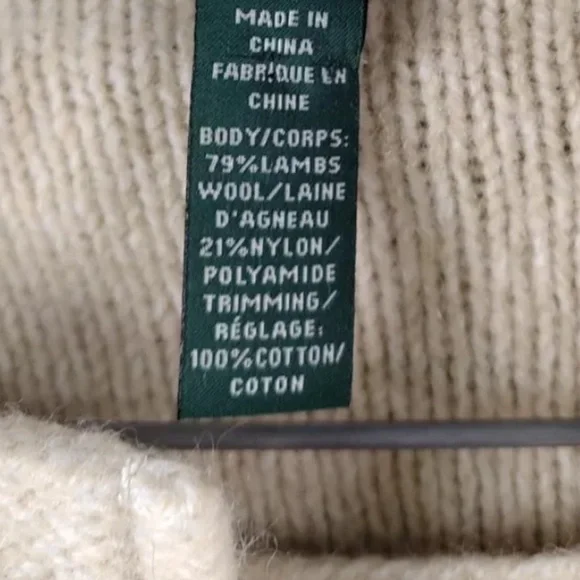 MADE IN
CHINA
FABRIQUE EN
CHINE
BODY/CORPS:
79%LAMBS
WOOL/LAINE
D'AGNEAU
21%NYLON/
POLYAMIDE
TRIMMING/
RÉGLAGE:
100%COTTON/
COTON